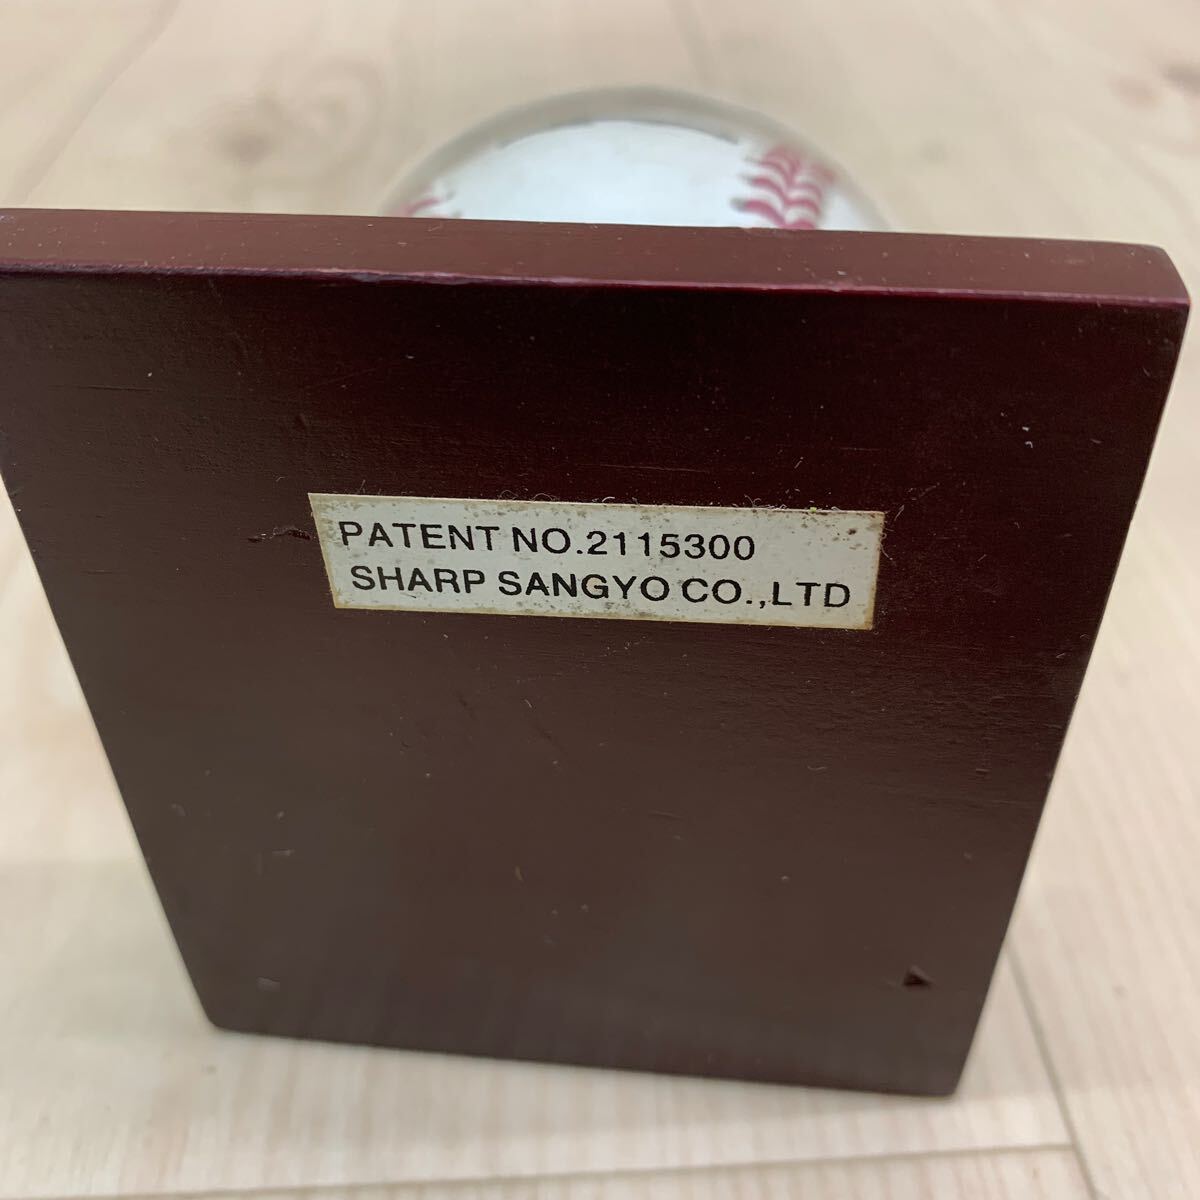 PATENT NO.2115300
SHARP SANGYO CO.,LTD